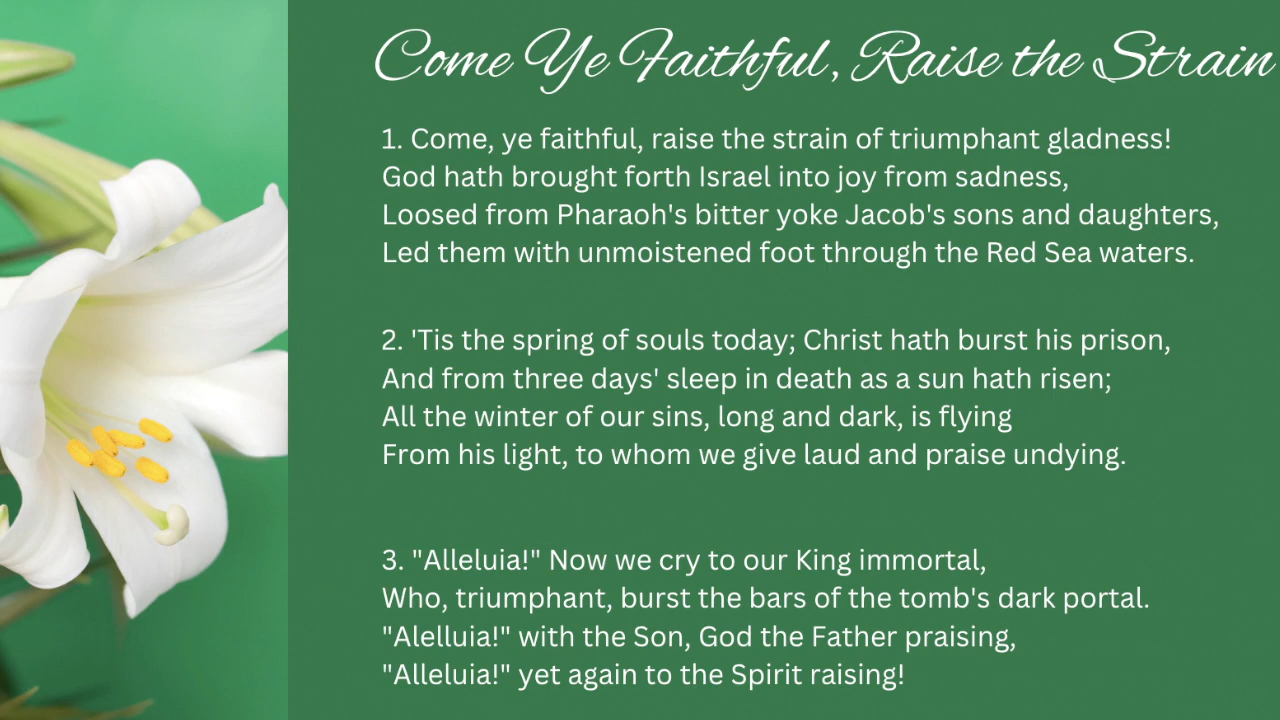 Come Ye Faithful, Raise the Strain
1. Come, ye faithful, raise the strain of triumphant gladness!
God hath brought forth Israel into joy from sadness,
Loosed from Pharaoh's bitter yoke Jacob's sons and daughters,
Led them with unmoistened foot through the Red Sea waters.
2. 'Tis the spring of souls today; Christ hath burst his prison,
And from three days' sleep in death as a sun hath risen;
All the winter of our sins, long and dark, is flying
From his light, to whom we give laud and praise undying.
3. "Alleluia!" Now we cry to our King immortal,
Who, triumphant, burst the bars of the tomb's dark portal.
"Alelluia!" with the Son, God the Father praising,
"Alleluia!" yet again to the Spirit raising!